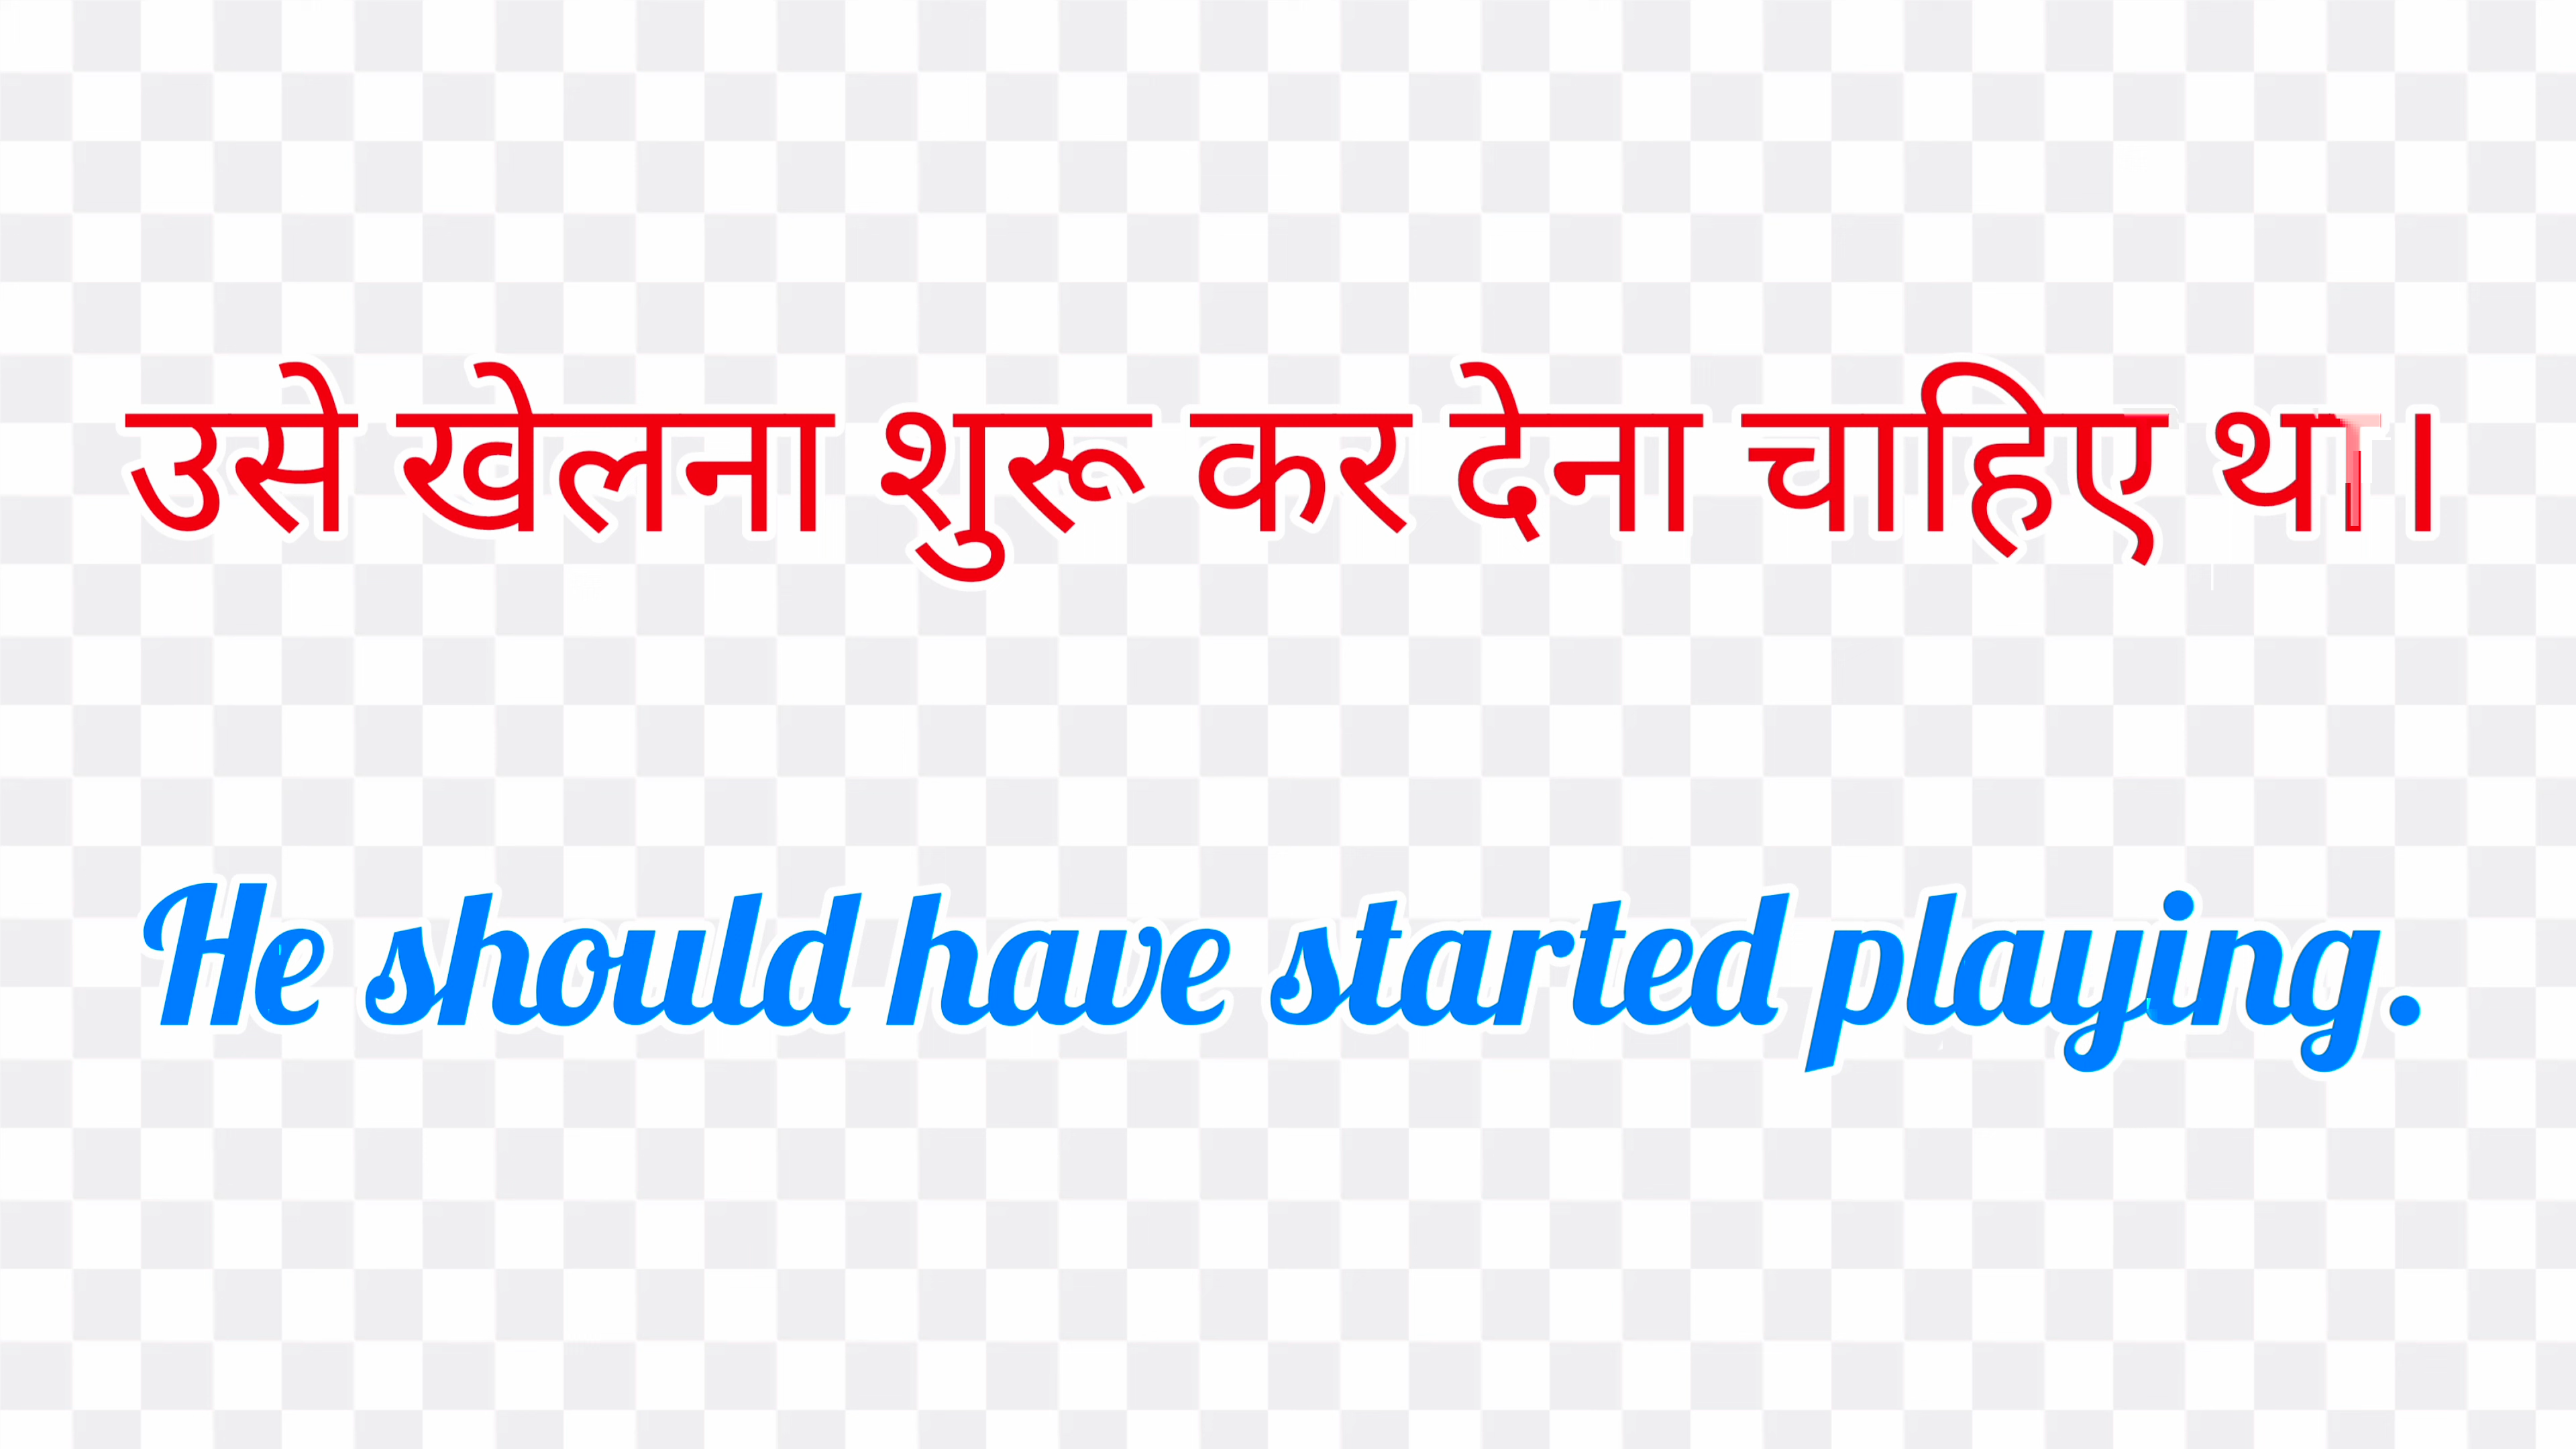 उसे खेलना शुरू कर देना चाहिए था।
He should have started playing.